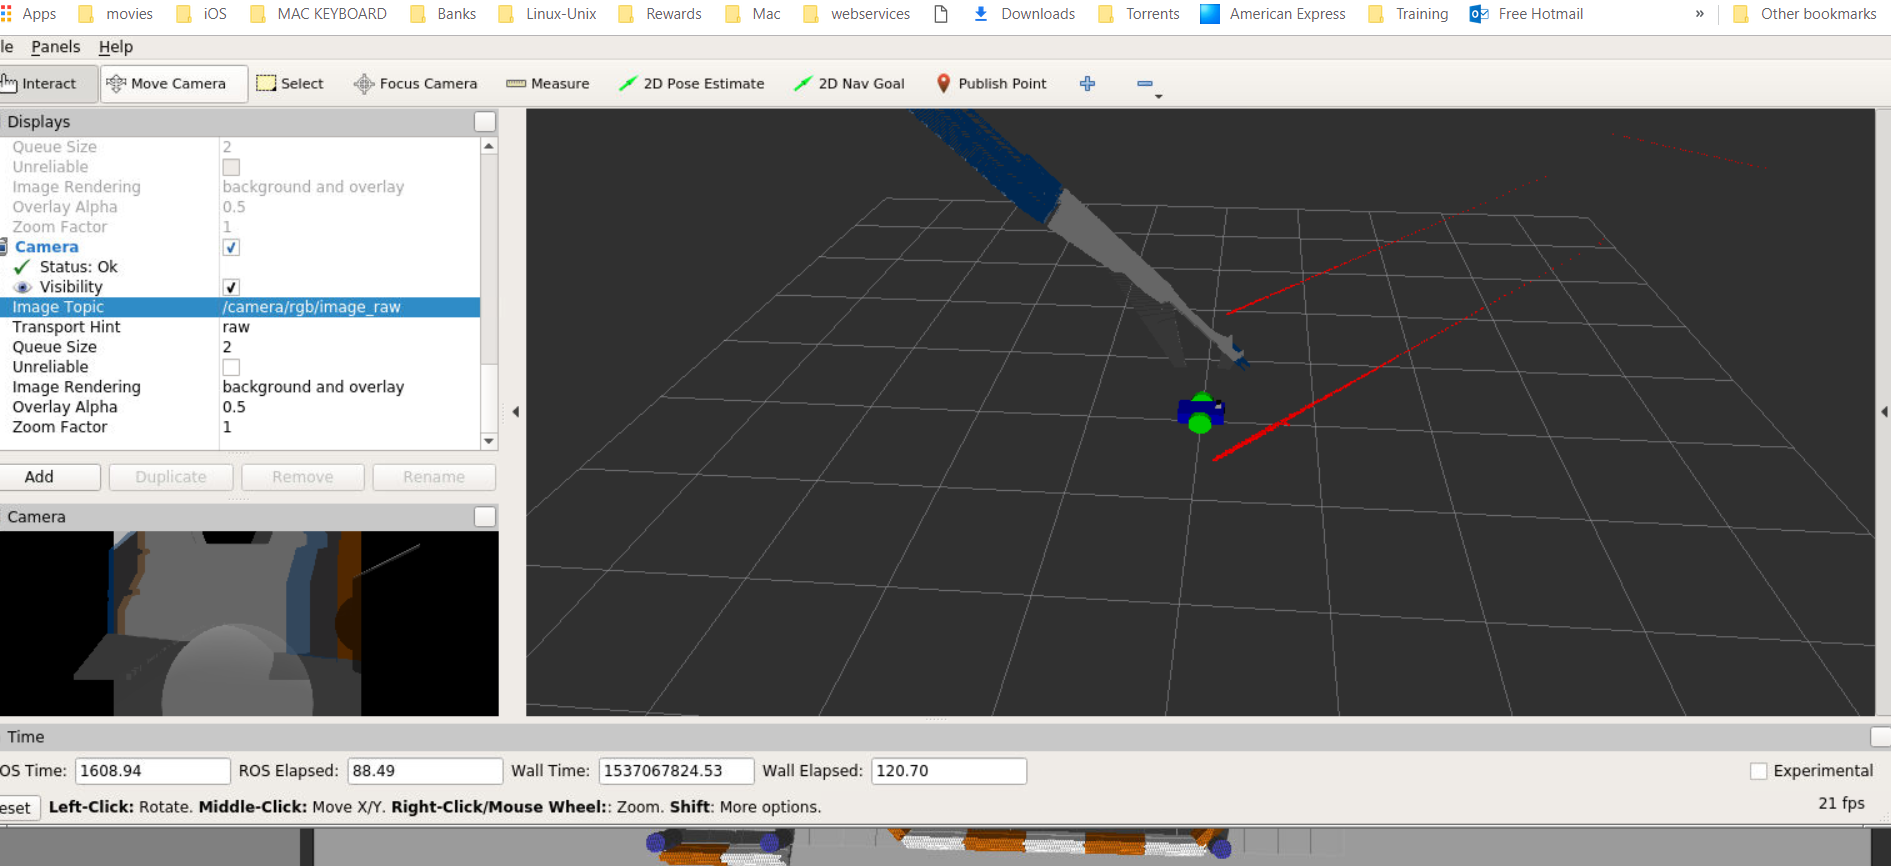 Apps movies iOS MAC KEYBOARD Banks Linux-Unix Rewards Mac webservices Downloads Torrents American Express Training Free Hotmail » Other bookmarks
le Panels Help
Interact Move Camera Select Focus Camera Measure 2D Pose Estimate 2D Nav Goal Publish Point
Displays
Queue Size 2
Unreliable
Image Rendering background and overlay
Overlay Alpha 0.5
Zoom Factor 1
Camera
Status: Ok
Visibility
Image Topic /camera/rgb/image_raw
Transport Hint raw
Queue Size 2
Unreliable
Image Rendering background and overlay
Overlay Alpha 0.5
Zoom Factor 1
Add Duplicate Remove Rename
Camera
Time
OS Time: 1608.94 ROS Elapsed: 88.49 Wall Time: 1537067824.53 Wall Elapsed: 120.70 Experimental
eset Left-Click: Rotate. Middle-Click: Move X/Y. Right-Click/Mouse Wheel:: Zoom. Shift: More options. 21 fps